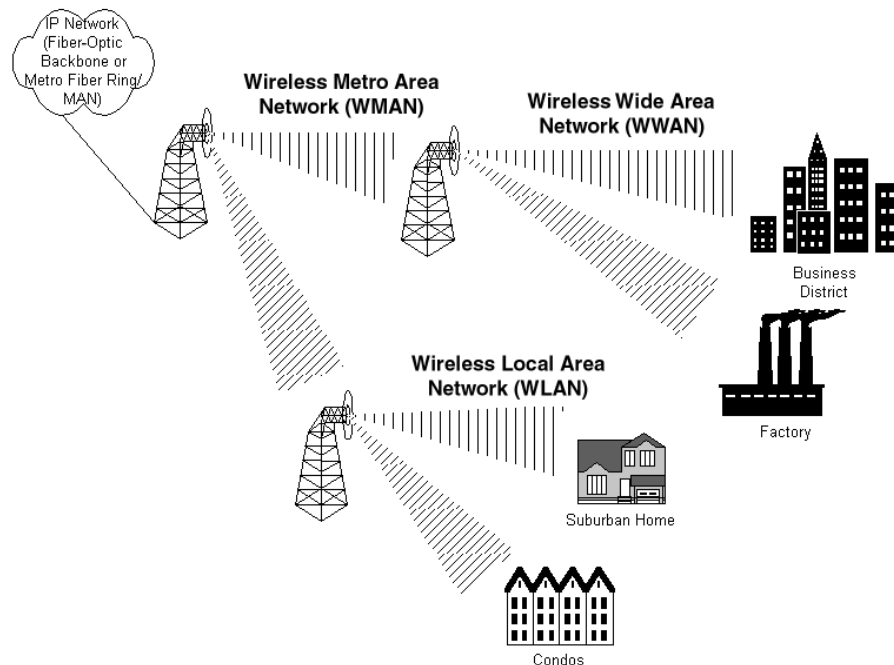 IP Network
(Fiber-Optic
Backbone or
Metro Fiber Ring/
MAN)
Wireless Metro Area
Network (WMAN)
Wireless Wide Area
Network (WWAN)
Business
District
Wireless Local Area
Network (WLAN)
Factory
Suburban Home
Condos